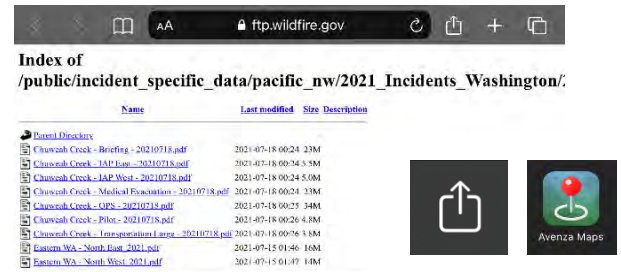 AA ftp.wildfire.gov
Index of
/public/incident_specific_data/pacific_nw/2021_Incidents_Washington/
Name Last modified Size Description
Parent Directory
Chuweah Creek - Briefing - 20210718.pdf 2021-07-18 00:24 23M
Chuweah Creek - IAP East - 20210718.pdf 2021-07-18 00:24 5.5M
Chuweah Creek - IAP West - 20210718.pdf 2021-07-18 00:24 5.0M
Chuweah Creek - Medical Evacuation - 20210718.pdf 2021-07-18 00:24 23M
Chuweah Creek - OPS - 20210718.pdf 2021-07-18 00:25 34M
Chuweah Creek - Pilot - 20210718.pdf 2021-07-18 00:26 4.8M
Chuweah Creek - Transportation Large - 20210718.pdf 2021-07-18 00:26 3.8M
Eastern WA - North East_2021.pdf 2021-07-15 01:46 16M
Eastern WA - North West_2021.pdf 2021-07-15 01:47 14M
Avenza Maps